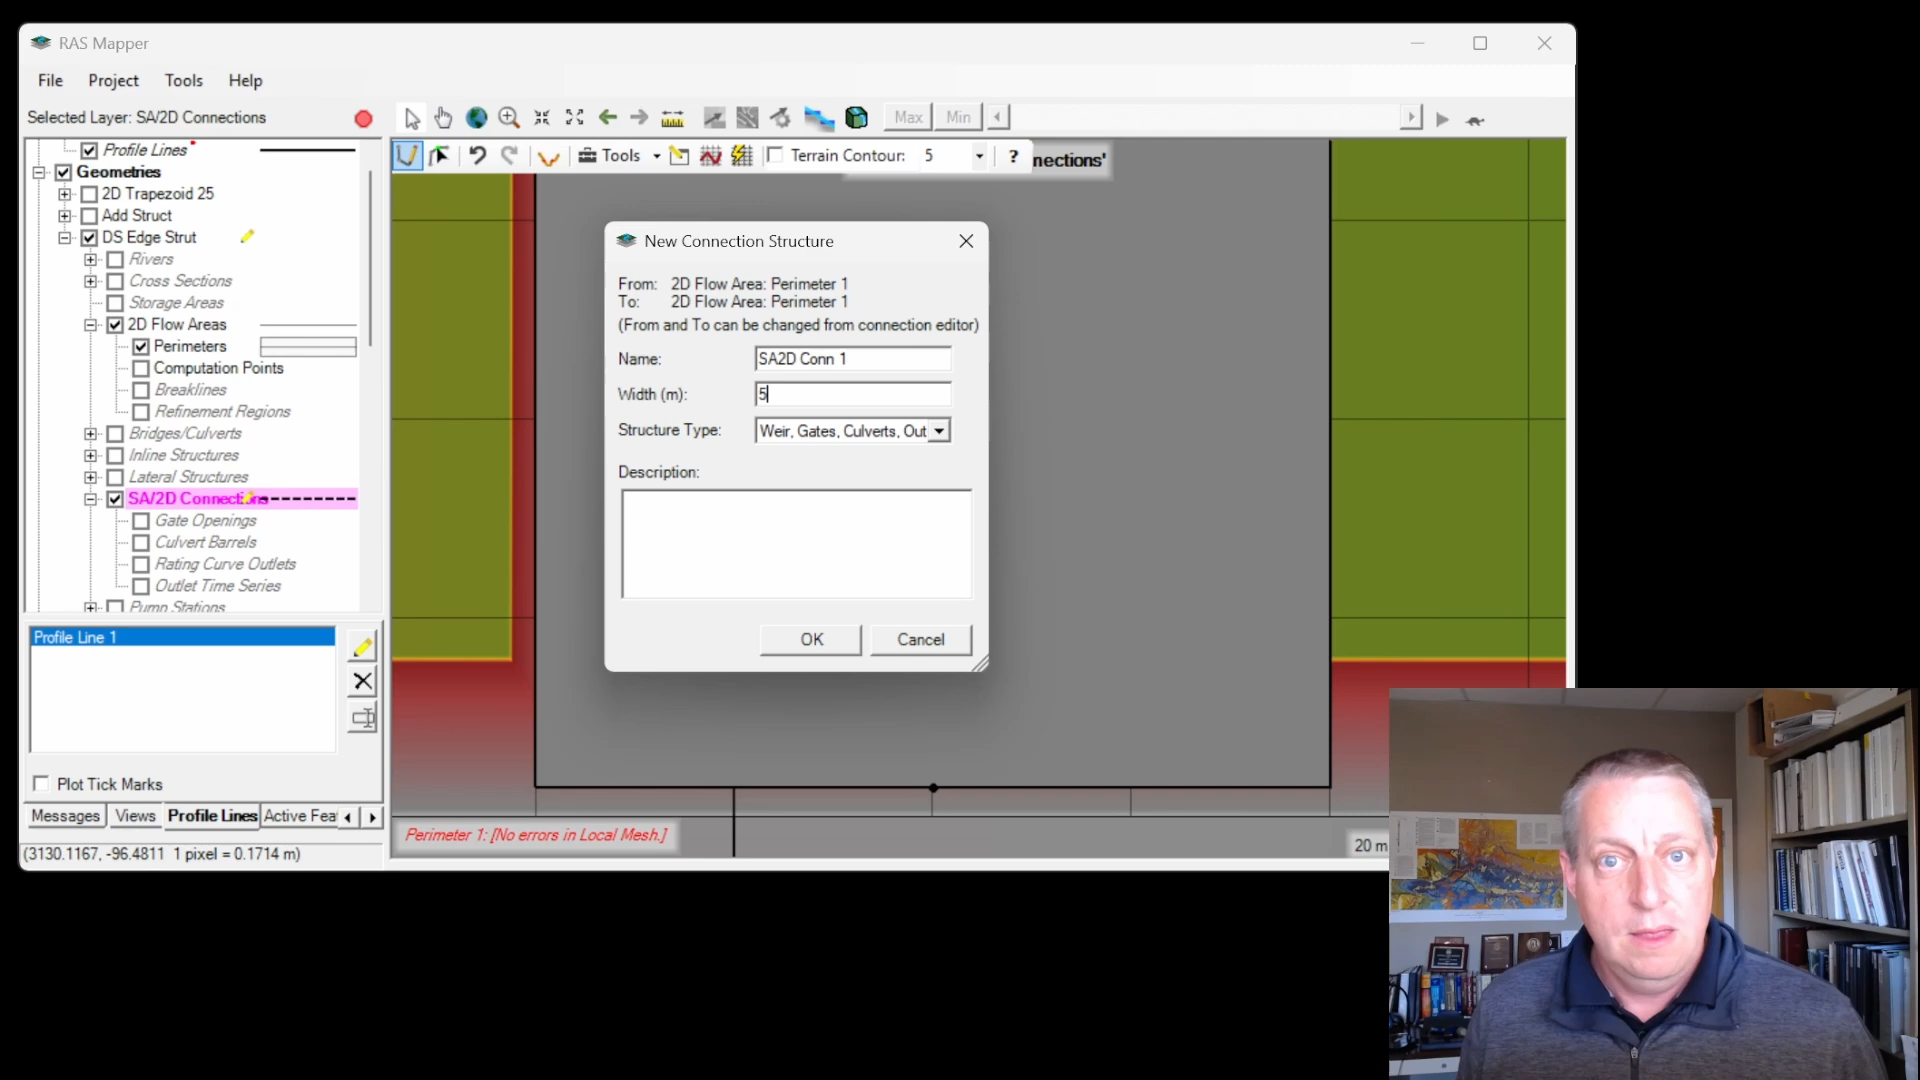 RAS Mapper
File Project Tools Help
Selected Layer: SA/2D Connections
Max Min
Profile Lines
Geometries
2D Trapezoid 25
Add Struct
DS Edge Strut
Rivers
Cross Sections
Storage Areas
2D Flow Areas
Perimeters
Computation Points
Breaklines
Refinement Regions
Bridges/Culverts
Inline Structures
Lateral Structures
SA/2D Connections
Gate Openings
Culvert Barrels
Rating Curve Outlets
Outlet Time Series
Pump Stations
Profile Line 1
Plot Tick Marks
Messages Views Profile Lines Active Fea
(3130.1167, -96.4811 1 pixel = 0.1714 m)
Tools Terrain Contour: 5 ? nnections'
New Connection Structure
From: 2D Flow Area: Perimeter 1
To: 2D Flow Area: Perimeter 1
(From and To can be changed from connection editor)
Name: SA2D Conn 1
Width (m): 5
Structure Type: Weir, Gates, Culverts, Out
Description:
OK Cancel
Perimeter 1: [No errors in Local Mesh.]
20 m